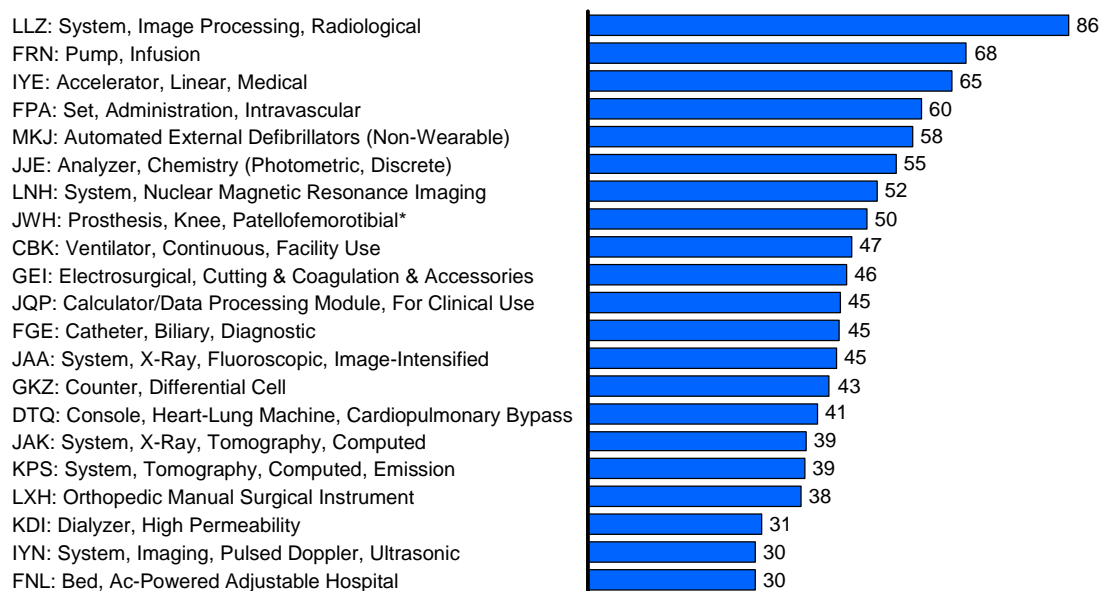 LLZ: System, Image Processing, Radiological 86
FRN: Pump, Infusion 68
IYE: Accelerator, Linear, Medical 65
FPA: Set, Administration, Intravascular 60
MKJ: Automated External Defibrillators (Non-Wearable) 58
JJE: Analyzer, Chemistry (Photometric, Discrete) 55
LNH: System, Nuclear Magnetic Resonance Imaging 52
JWH: Prosthesis, Knee, Patellofemorotibial* 50
CBK: Ventilator, Continuous, Facility Use 47
GEI: Electrosurgical, Cutting & Coagulation & Accessories 46
JQP: Calculator/Data Processing Module, For Clinical Use 45
FGE: Catheter, Biliary, Diagnostic 45
JAA: System, X-Ray, Fluoroscopic, Image-Intensified 45
GKZ: Counter, Differential Cell 43
DTQ: Console, Heart-Lung Machine, Cardiopulmonary Bypass 41
JAK: System, X-Ray, Tomography, Computed 39
KPS: System, Tomography, Computed, Emission 39
LXH: Orthopedic Manual Surgical Instrument 38
KDI: Dialyzer, High Permeability 31
IYN: System, Imaging, Pulsed Doppler, Ultrasonic 30
FNL: Bed, Ac-Powered Adjustable Hospital 30